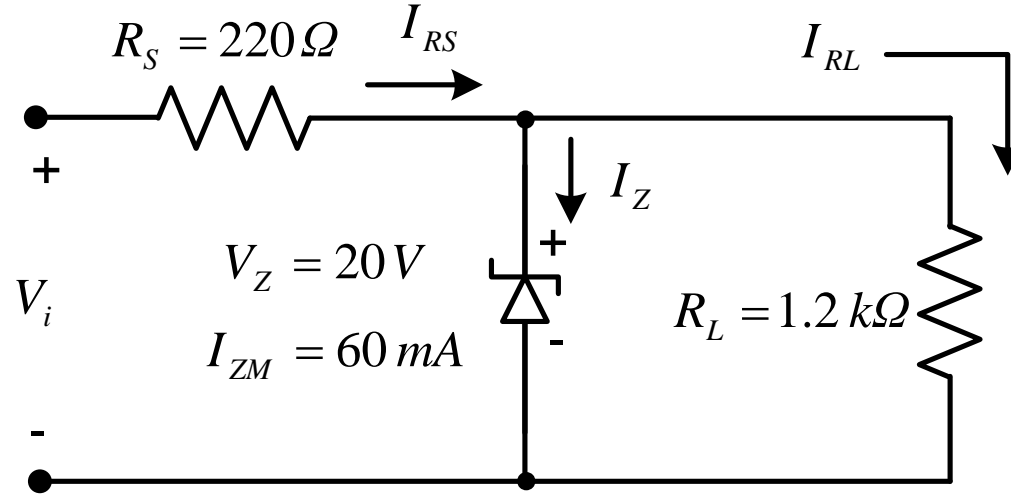 R_S = 220 Ω
I_RS
I_RL
+
I_Z
+
V_Z = 20 V
V_i
R_L = 1.2 kΩ
I_ZM = 60 mA
-
-